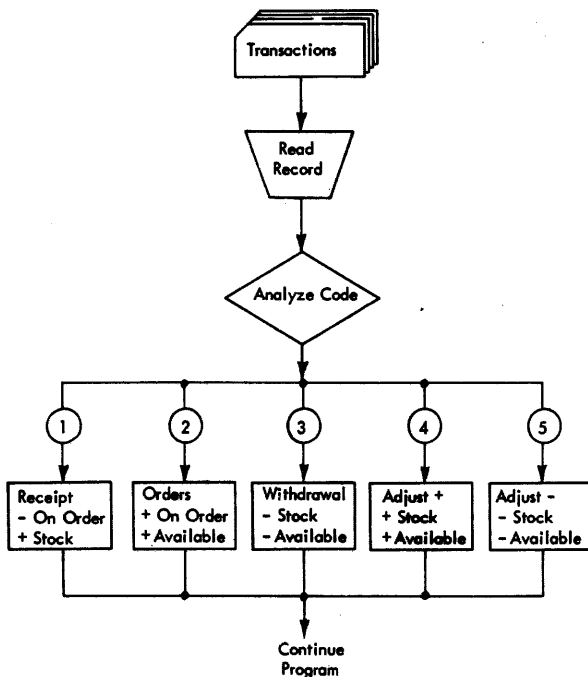 Transactions
Read
Record
Analyze Code
1
2
3
4
5
Receipt
- On Order
+ Stock
Orders
+ On Order
+ Available
Withdrawal
- Stock
- Available
Adjust +
+ Stock
+ Available
Adjust -
- Stock
- Available
Continue
Program